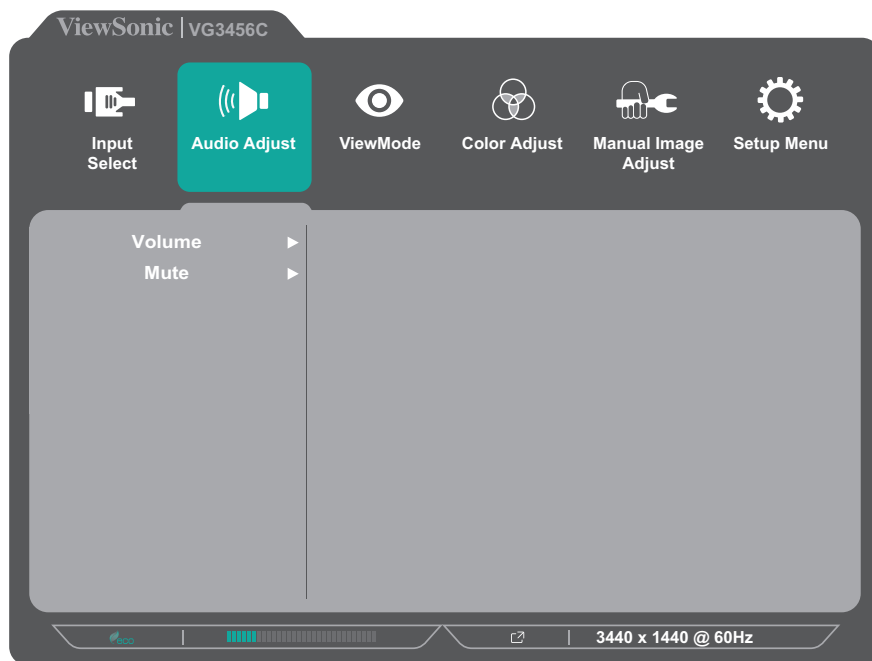 ViewSonic | VG3456C
Input
Select
Audio Adjust
ViewMode
Color Adjust
Manual Image
Adjust
Setup Menu
Volume
Mute
eco
3440 x 1440 @ 60Hz